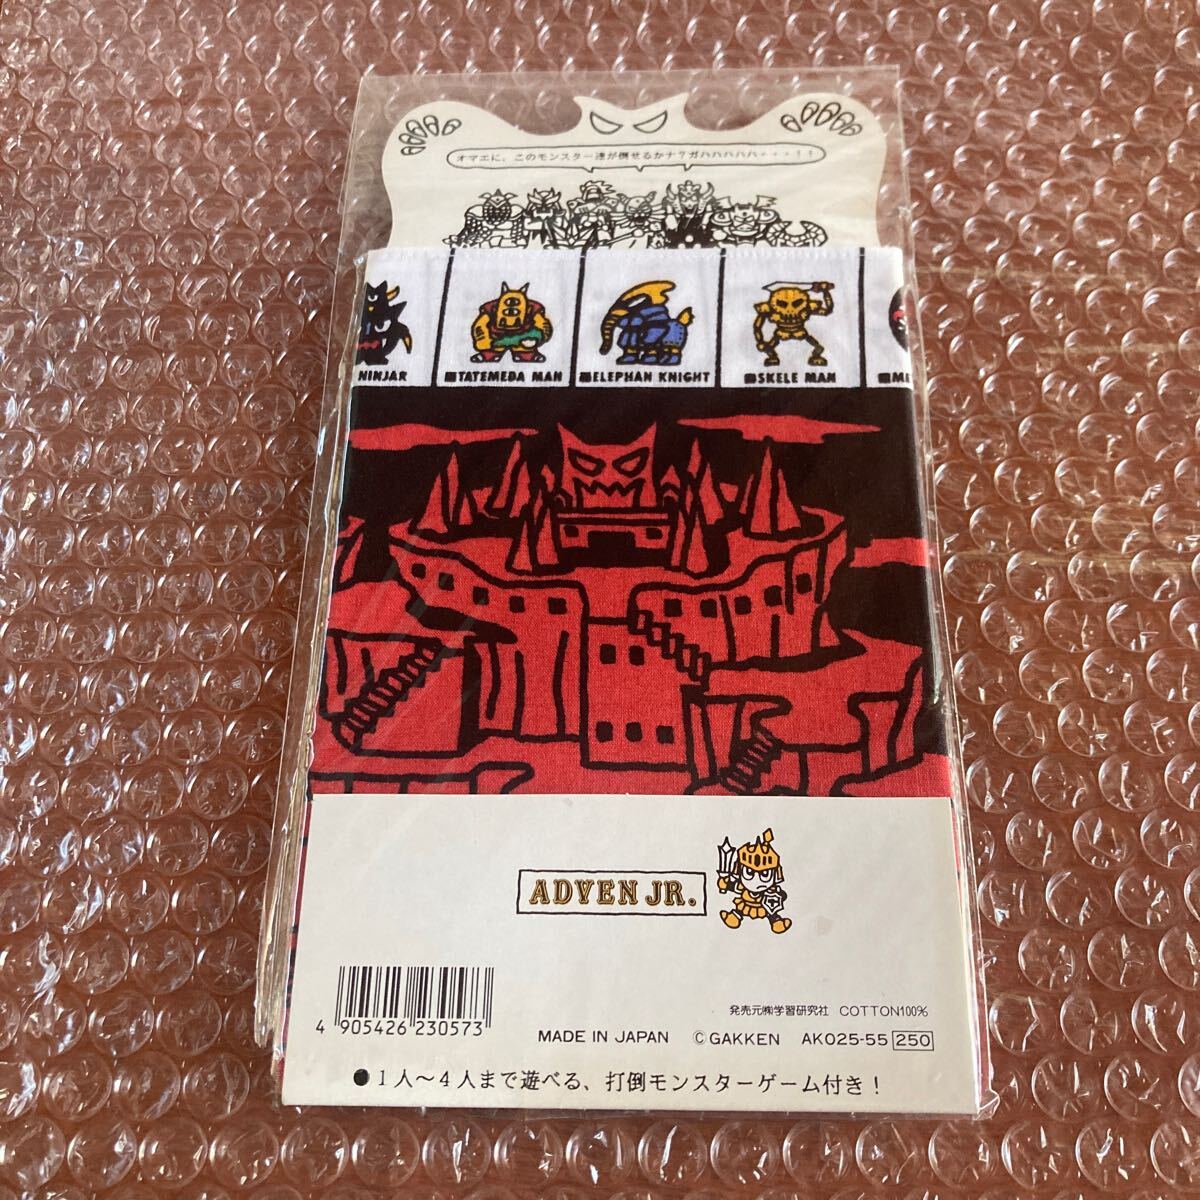 オマエに、このモンスター達が倒せるかナ？ガハハハハハ・・・！！
NINJAR
TATEMEDA MAN
ELEPHAN KNIGHT
SKELE MAN
ME
ADVEN JR.
発売元㈱学習研究社 COTTON100%
4 905426 230573
MADE IN JAPAN ©GAKKEN AK025-55 250
●1人～4人まで遊べる、打倒モンスターゲーム付き！